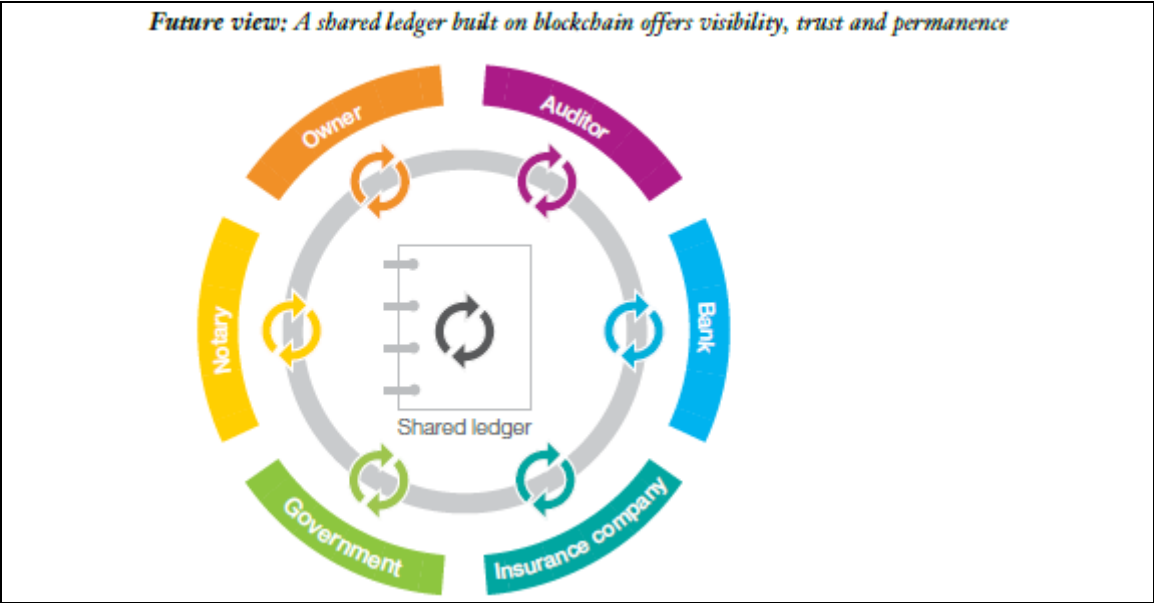 Future view: A shared ledger built on blockchain offers visibility, trust and permanence
Owner
Auditor
Notary
Bank
Shared ledger
Government
Insurance company